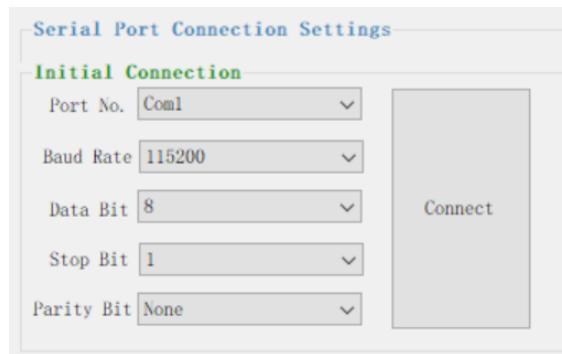 Serial Port Connection Settings
Initial Connection
Port No. Com1
Baud Rate 115200
Data Bit 8
Connect
Stop Bit 1
Parity Bit None